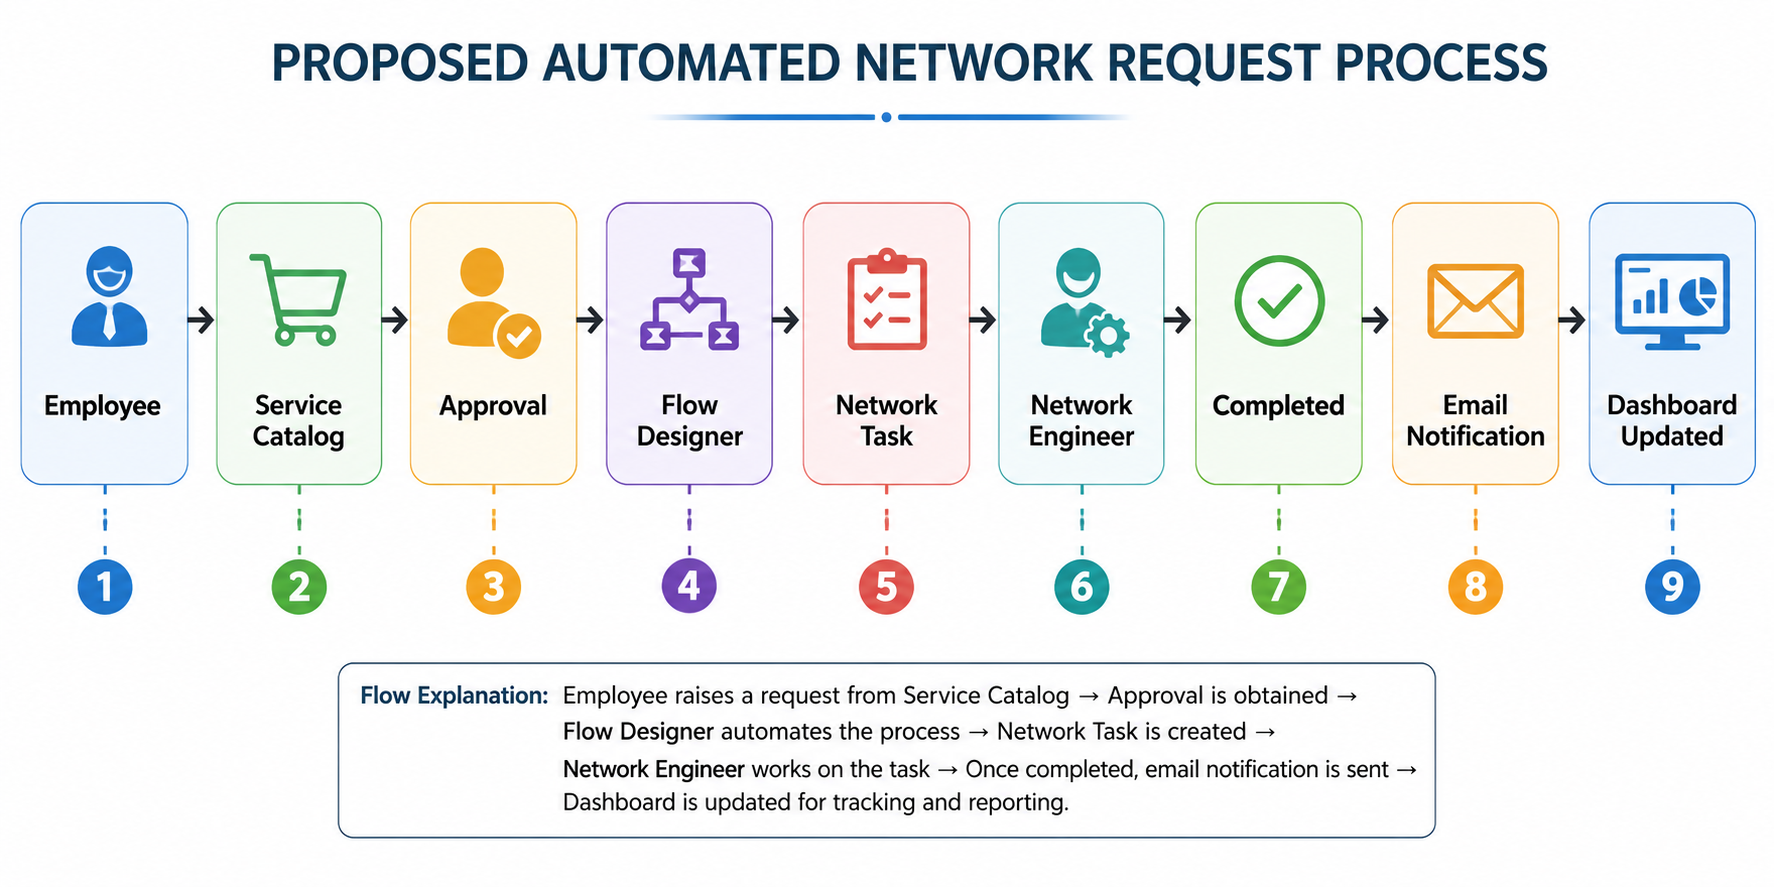 PROPOSED AUTOMATED NETWORK REQUEST PROCESS
Employee
Service
Catalog
Approval
Flow
Designer
Network
Task
Network
Engineer
Completed
Email
Notification
Dashboard
Updated
1
2
3
4
5
6
7
8
9
Flow Explanation: Employee raises a request from Service Catalog → Approval is obtained →
Flow Designer automates the process → Network Task is created →
Network Engineer works on the task → Once completed, email notification is sent →
Dashboard is updated for tracking and reporting.